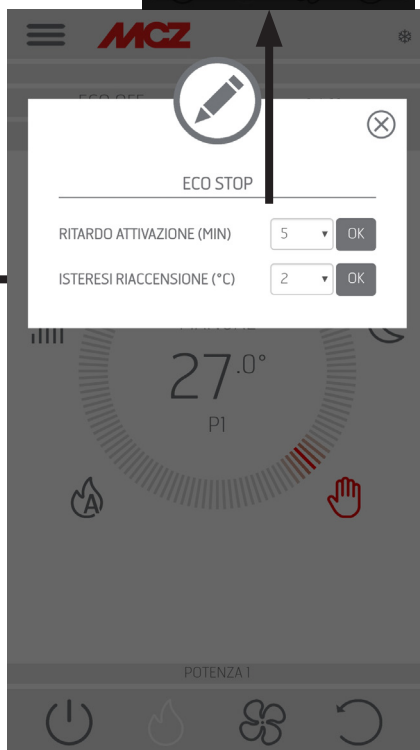 MCZ
ECO STOP
RITARDO ATTIVAZIONE (MIN) 5 OK
ISTERESI RIACCENSIONE (°C) 2 OK
27.0°
P1
A
POTENZA 1